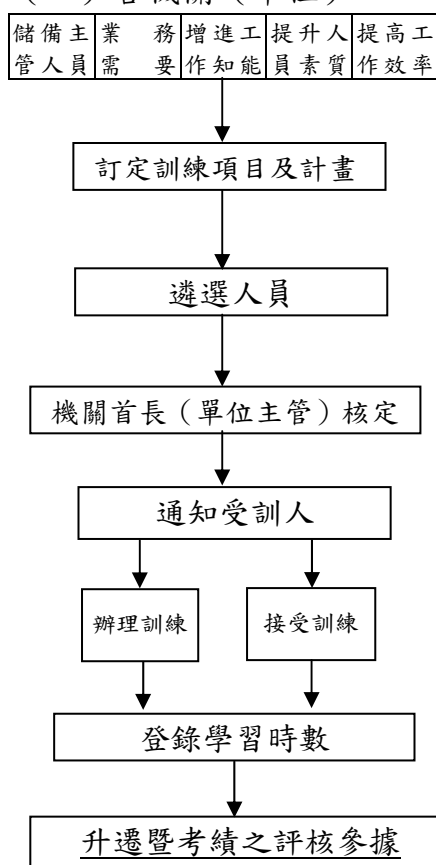 儲備主 業　務 增進工 提升人 提高工
管人員 需　要 作知能 員素質 作效率
訂定訓練項目及計畫
遴選人員
機關首長（單位主管）核定
通知受訓人
辦理訓練 接受訓練
登錄學習時數
升遷暨考績之評核參據